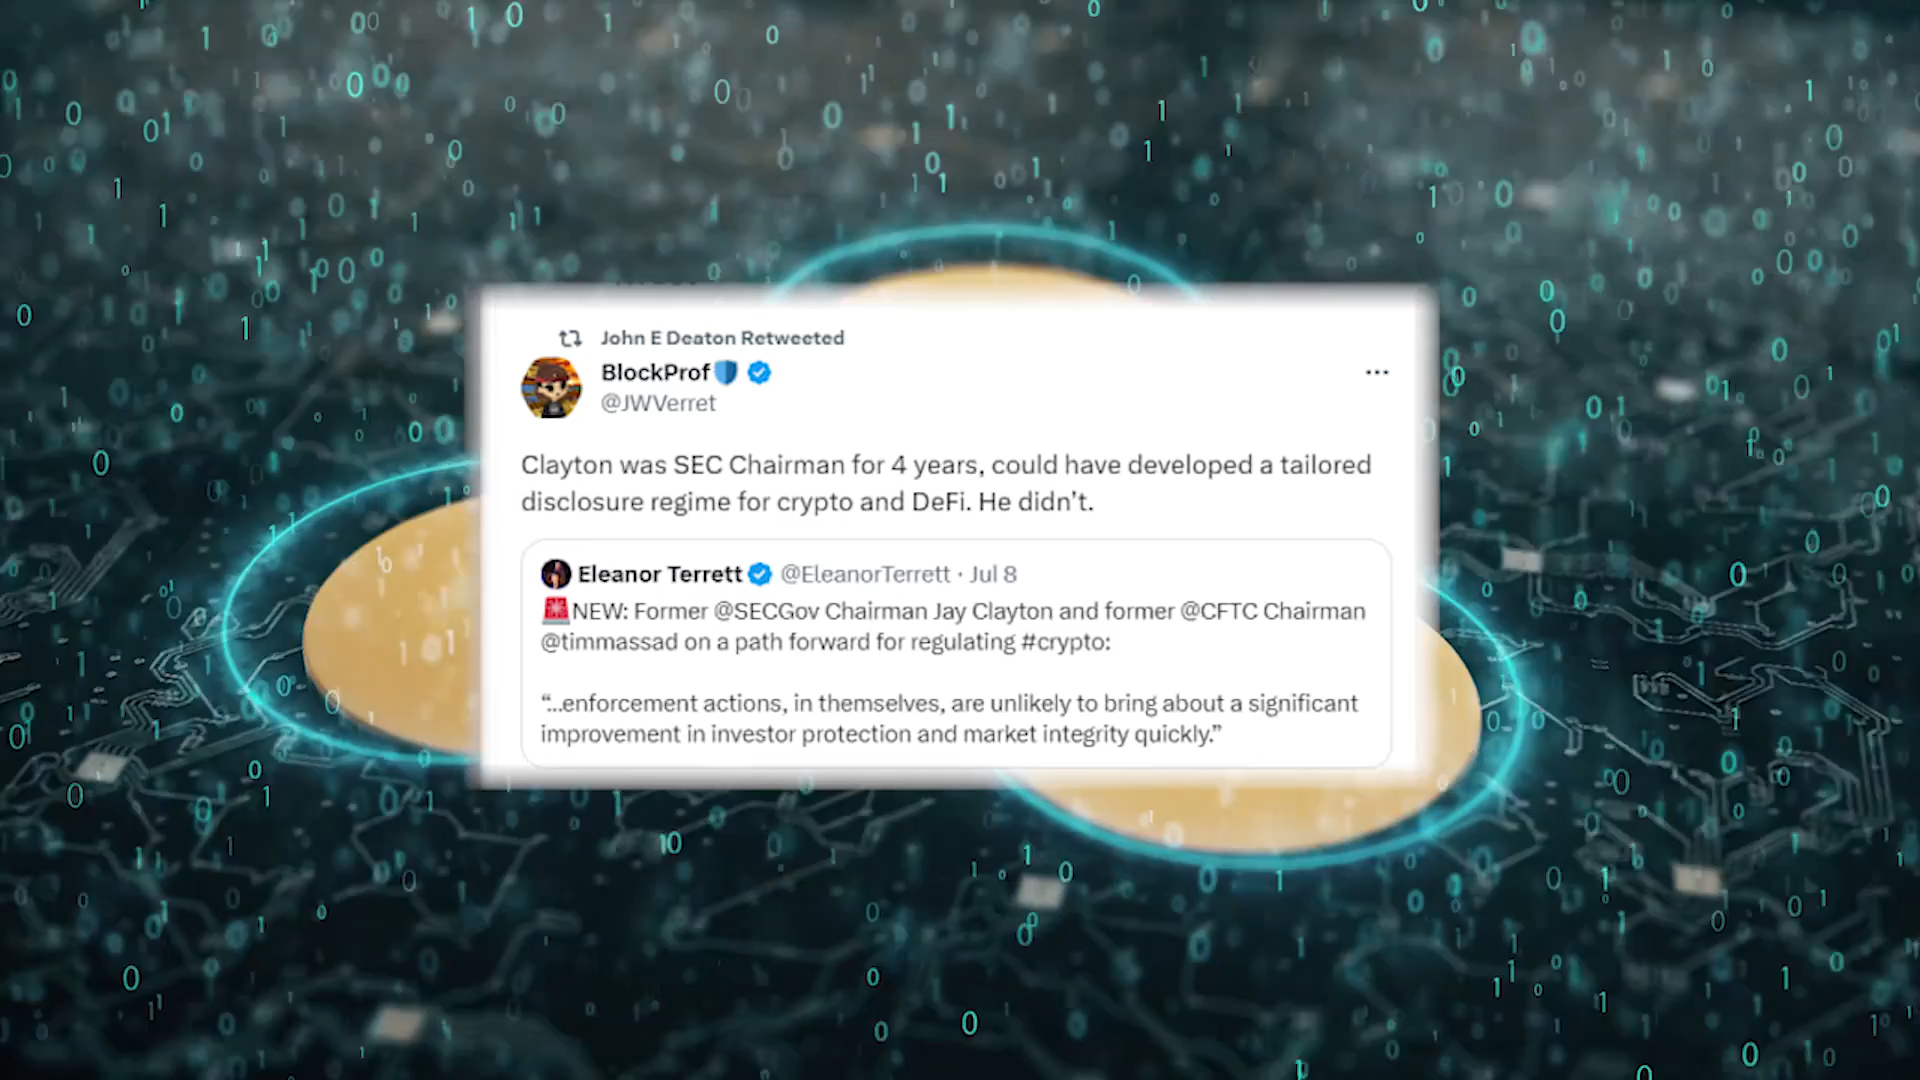 John E Deaton Retweeted
BlockProf
@JWVerret
Clayton was SEC Chairman for 4 years, could have developed a tailored
disclosure regime for crypto and DeFi. He didn't.
Eleanor Terrett @EleanorTerrett · Jul 8
NEW: Former @SECGov Chairman Jay Clayton and former @CFTC Chairman
@timmassad on a path forward for regulating #crypto:
“...enforcement actions, in themselves, are unlikely to bring about a significant
improvement in investor protection and market integrity quickly.”